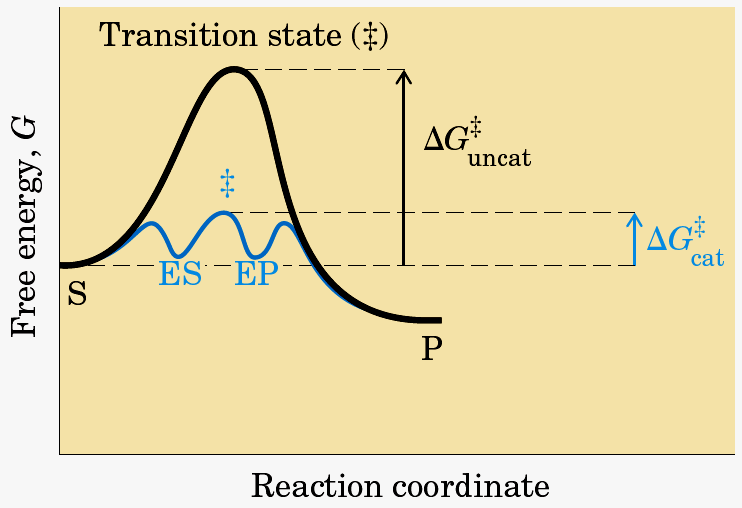 Transition state (‡)
ΔG‡uncat
‡
ΔG‡cat
ES
EP
S
P
Free energy, G
Reaction coordinate